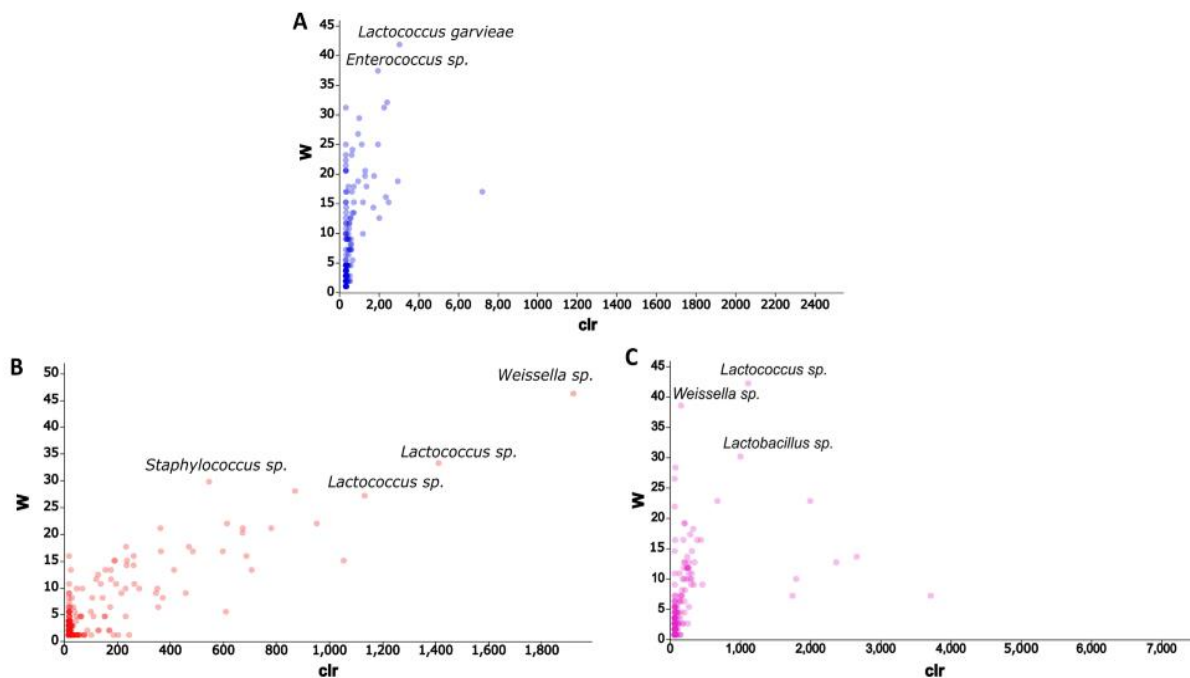 A
Lactococcus garvieae
Enterococcus sp.
45
40
35
30
25
20
15
10
5
0
W
0 2,00 4,00 6,00 8,00 1000 1200 1400 1600 1800 2000 2200 2400
clr
B
Weissella sp.
Lactococcus sp.
Staphylococcus sp.
Lactococcus sp.
50
45
40
35
30
25
20
15
10
5
0
W
0 200 400 600 800 1,000 1,200 1,400 1,600 1,800
clr
C
Lactococcus sp.
Weissella sp.
Lactobacillus sp.
45
40
35
30
25
20
15
10
5
0
W
0 1,000 2,000 3,000 4,000 5,000 6,000 7,000
clr